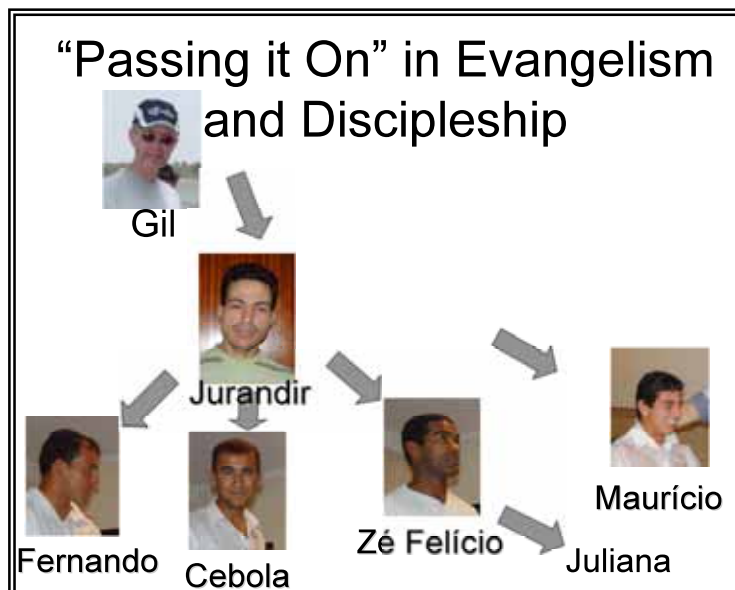 “Passing it On” in Evangelism
and Discipleship
Gil
Jurandir
Maurício
Zé Felício
Fernando
Cebola
Juliana